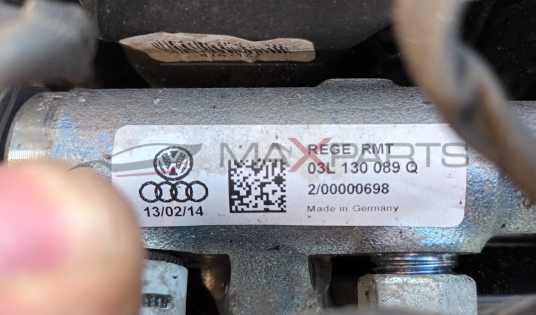 MAXPARTS
REGE RMT
03L 130 089 Q
2/00000698
Made in Germany
13/02/14